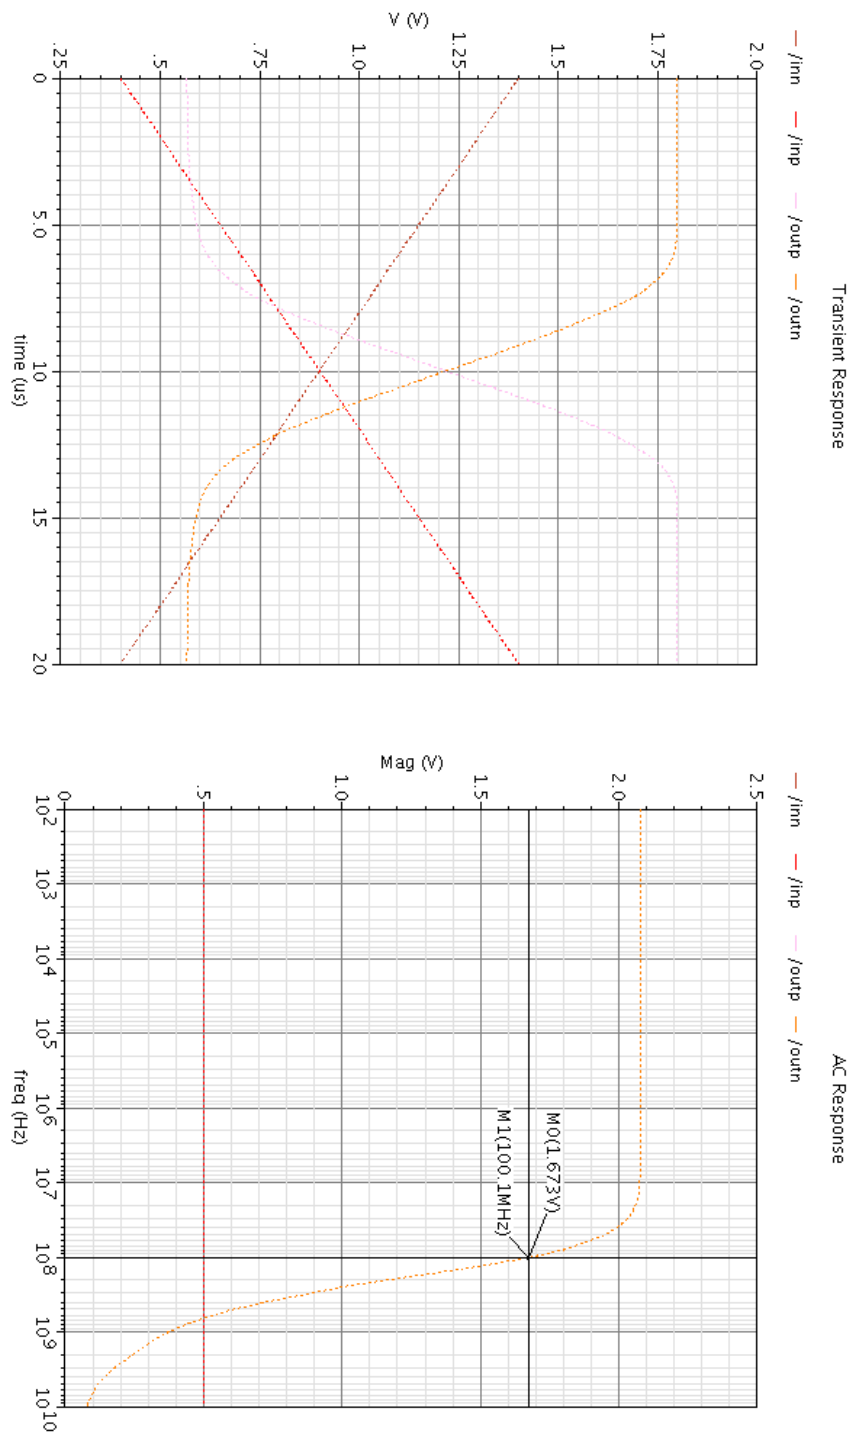 Transient Response
/inn /inp /outp /outn
V (V)
2.0
1.75
1.5
1.25
1.0
.75
.5
.25
0 5.0 10 15 20
time (us)
AC Response
/inn /inp /outp /outn
Mag (V)
2.5
2.0
1.5
1.0
.5
0
M0(1.673V)
M1(100.1MHz)
10^2 10^3 10^4 10^5 10^6 10^7 10^8 10^9 10^10
freq (Hz)